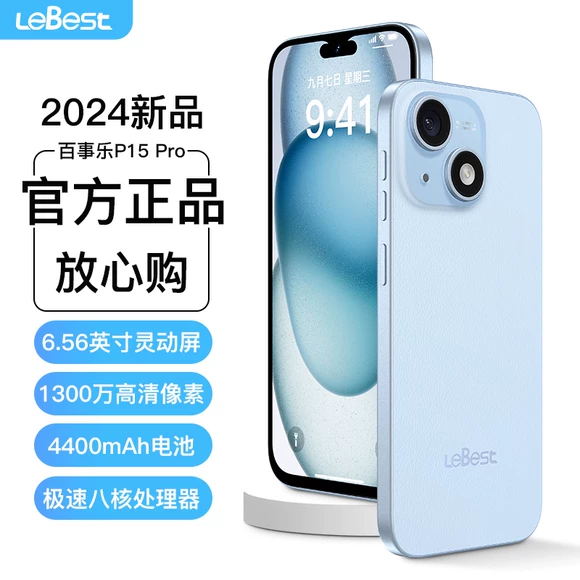 LeBest
2024新品
百事乐P15 Pro
官方正品
放心购
6.56英寸灵动屏
1300万高清像素
4400mAh电池
极速八核处理器
九月七日 星期三
9:41
LeBest